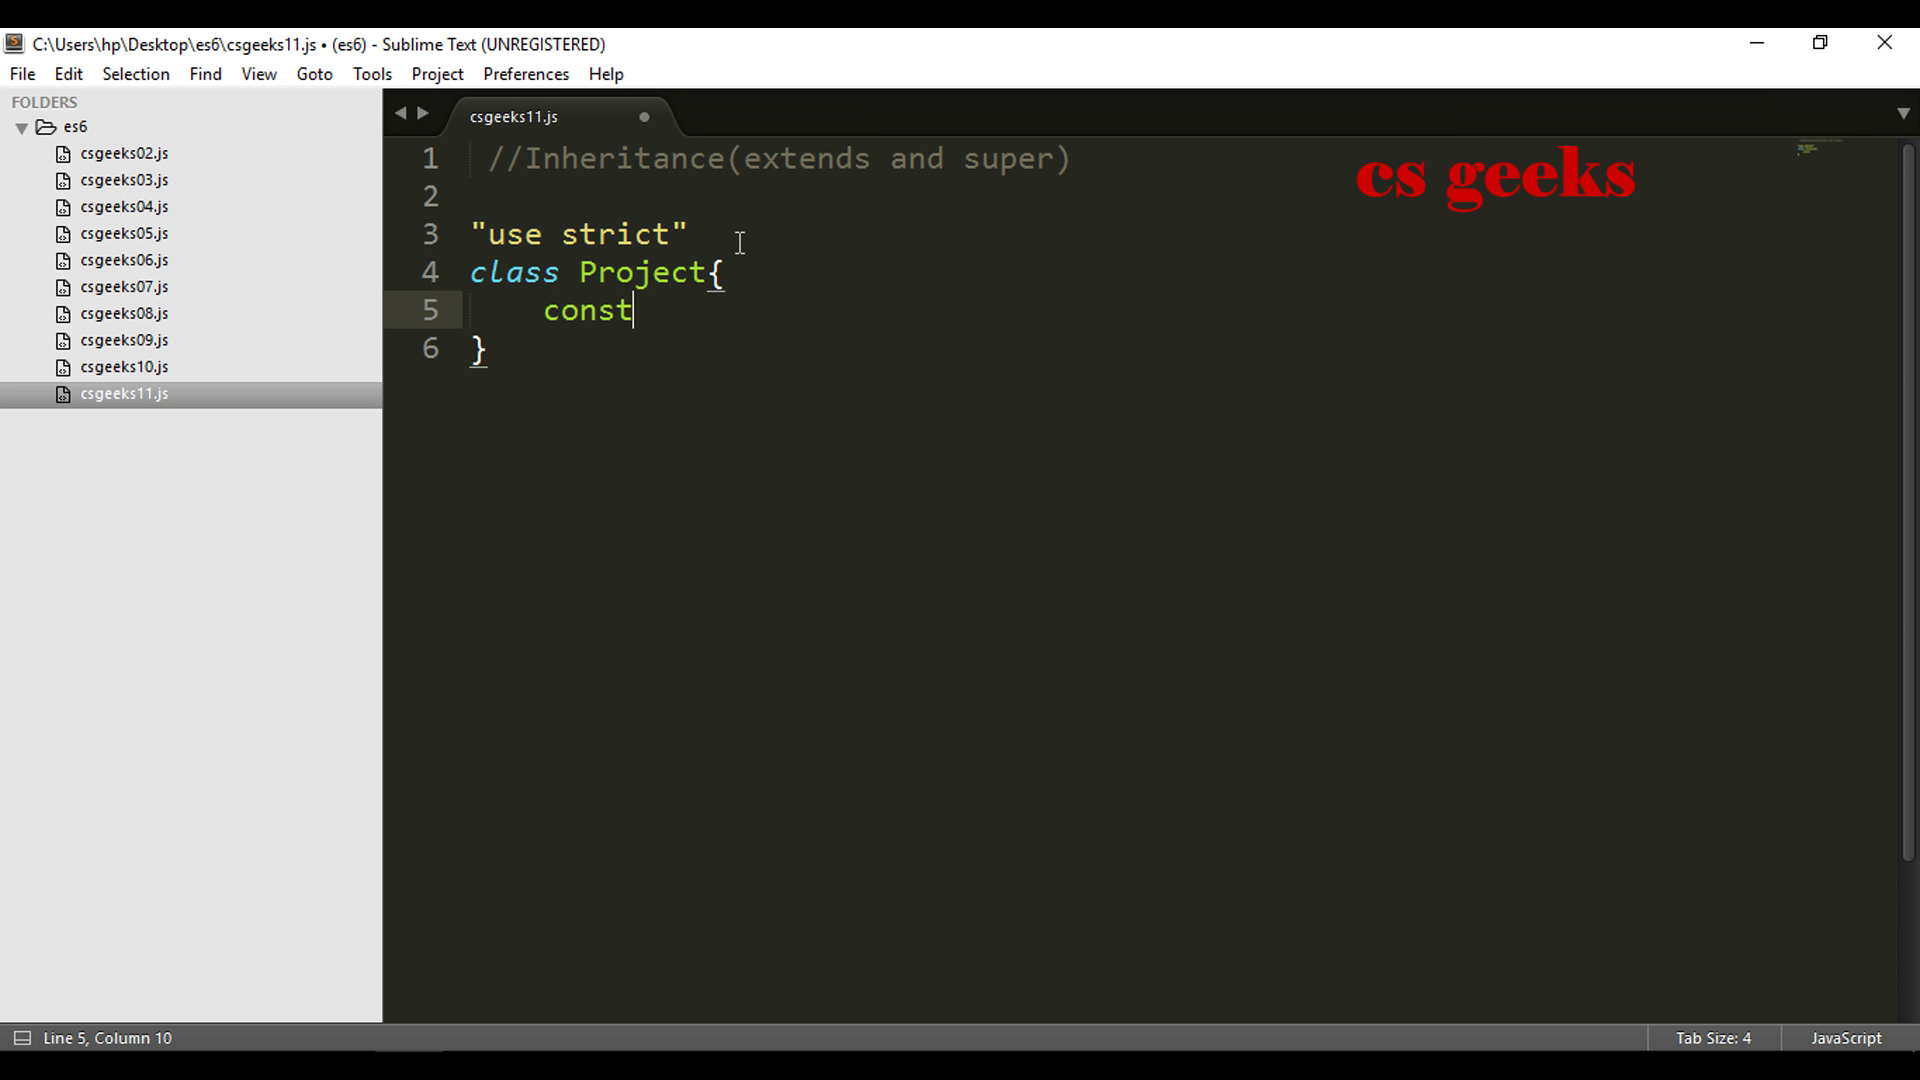 C:\Users\hp\Desktop\es6\csgeeks11.js • (es6) - Sublime Text (UNREGISTERED)
File Edit Selection Find View Goto Tools Project Preferences Help
FOLDERS
es6
csgeeks02.js
csgeeks03.js
csgeeks04.js
csgeeks05.js
csgeeks06.js
csgeeks07.js
csgeeks08.js
csgeeks09.js
csgeeks10.js
csgeeks11.js
csgeeks11.js
1 //Inheritance(extends and super)
2
3 "use strict"
4 class Project{
5 const
6 }
cs geeks
Line 5, Column 10
Tab Size: 4
JavaScript